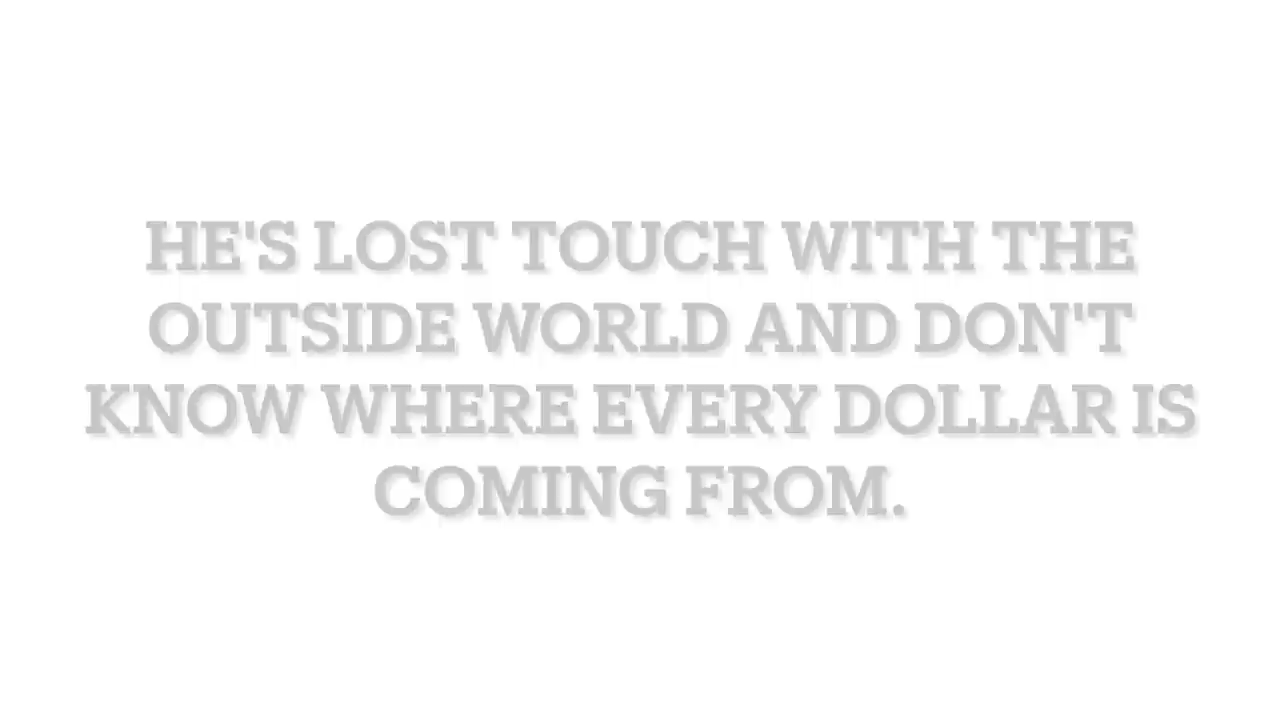 HE'S LOST TOUCH WITH THE
OUTSIDE WORLD AND DON'T
KNOW WHERE EVERY DOLLAR IS
COMING FROM.